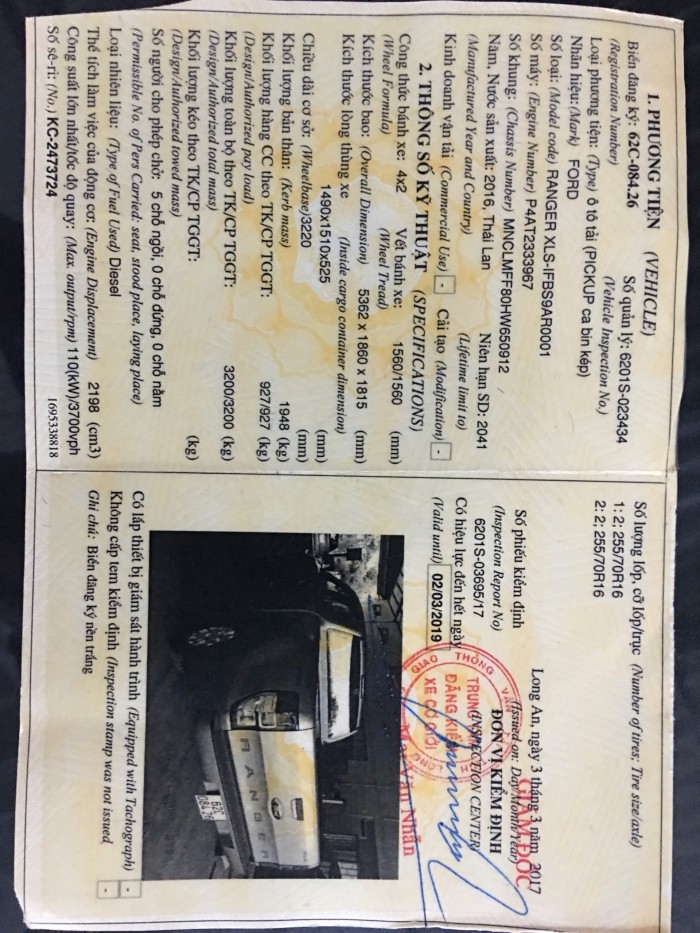 1. PHƯƠNG TIỆN (VEHICLE)
Biển đăng ký: 62C-084.26 Số quản lý: 6201S-023434
(Registration Number) (Vehicle Inspection No.)
Loại phương tiện: (Type) ô tô tải (PICKUP ca bin kép)
Nhãn hiệu: (Mark) FORD
Số loại: (Model code) RANGER XLS-IFBS9AR0001
Số máy: (Engine Number) P4AT2333967
Số khung: (Chassis Number) MNCLMFF80HW650912
Năm, Nước sản xuất: 2016, Thái Lan Niên hạn SD: 2041
(Manufactured Year and Country) (Lifetime limit to)
Kinh doanh vận tải (Commercial Use) - Cải tạo (Modification) -
2. THÔNG SỐ KỸ THUẬT (SPECIFICATIONS)
Công thức bánh xe: 4x2 Vết bánh xe: 1560/1560 (mm)
(Wheel Formula) (Wheel Tread)
Kích thước bao: (Overall Dimension) 5362 x 1860 x 1815 (mm)
Kích thước lòng thùng xe (Inside cargo container dimension)
1490x1510x525 (mm)
Chiều dài cơ sở: (Wheelbase) 3220 (mm)
Khối lượng bản thân: (Kerb mass) 1948 (kg)
Khối lượng hàng CC theo TK/CP TGGT: 927/927 (kg)
(Design/Authorized pay load)
Khối lượng toàn bộ theo TK/CP TGGT: 3200/3200 (kg)
(Design/Authorized total mass)
Khối lượng kéo theo TK/CP TGGT: (kg)
(Design/Authorized towed mass)
Số người cho phép chở: 5 chỗ ngồi, 0 chỗ đứng, 0 chỗ nằm
(Permissible No. of Pers Carried: seat, stood place, laying place)
Loại nhiên liệu: (Type of Fuel Used) Diesel
Thể tích làm việc của động cơ: (Engine Displacement) 2198 (cm3)
Công suất lớn nhất/tốc độ quay: (Max. output/rpm) 110(kW)/3700vph
Số sê-ri: (No.) KC-2473724 1695338818
Số lượng lốp, cỡ lốp/trục (Number of tires; Tire size/axle)
1: 2: 255/70R16
2: 2: 255/70R16
Long An, ngày 3 tháng 3 năm 2017
(Issued on: Day/Month/Year)
Số phiếu kiểm định ĐƠN VỊ KIỂM ĐỊNH
(Inspection Report No) (INSPECTION CENTER)
6201S-03695/17
Có hiệu lực đến hết ngày
(Valid until) 02/03/2019
GIÁM ĐỐC
GIAO THÔNG VẬN
TRUNG
ĐĂNG KIỂM
XE CƠ GIỚI
LONG
Văn Nhãn
RANGER
62C
084.26
Có lắp thiết bị giám sát hành trình (Equipped with Tachograph) -
Không cấp tem kiểm định (Inspection stamp was not issued -
Ghi chú: Biển đăng ký nền trắng